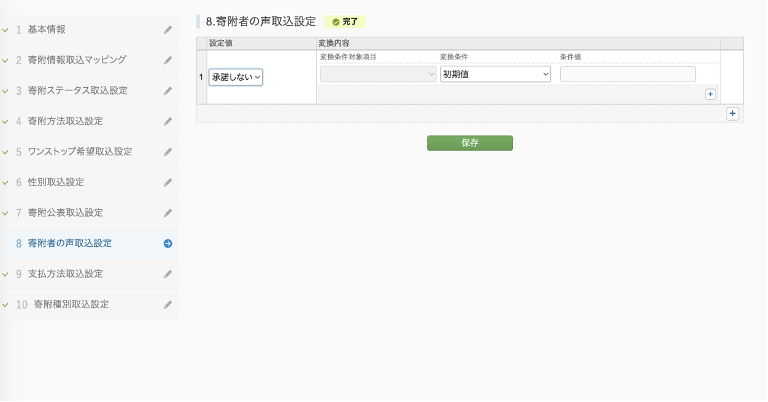 1 基本情報
2 寄附情報取込マッピング
3 寄附ステータス取込設定
4 寄附方法取込設定
5 ワンストップ希望取込設定
6 性別取込設定
7 寄附公表取込設定
8 寄附者の声取込設定
9 支払方法取込設定
10 寄附種別取込設定
8.寄附者の声取込設定 完了
設定値 変換内容
変換条件対象項目 変換条件 条件値
1 承諾しない 初期値
保存